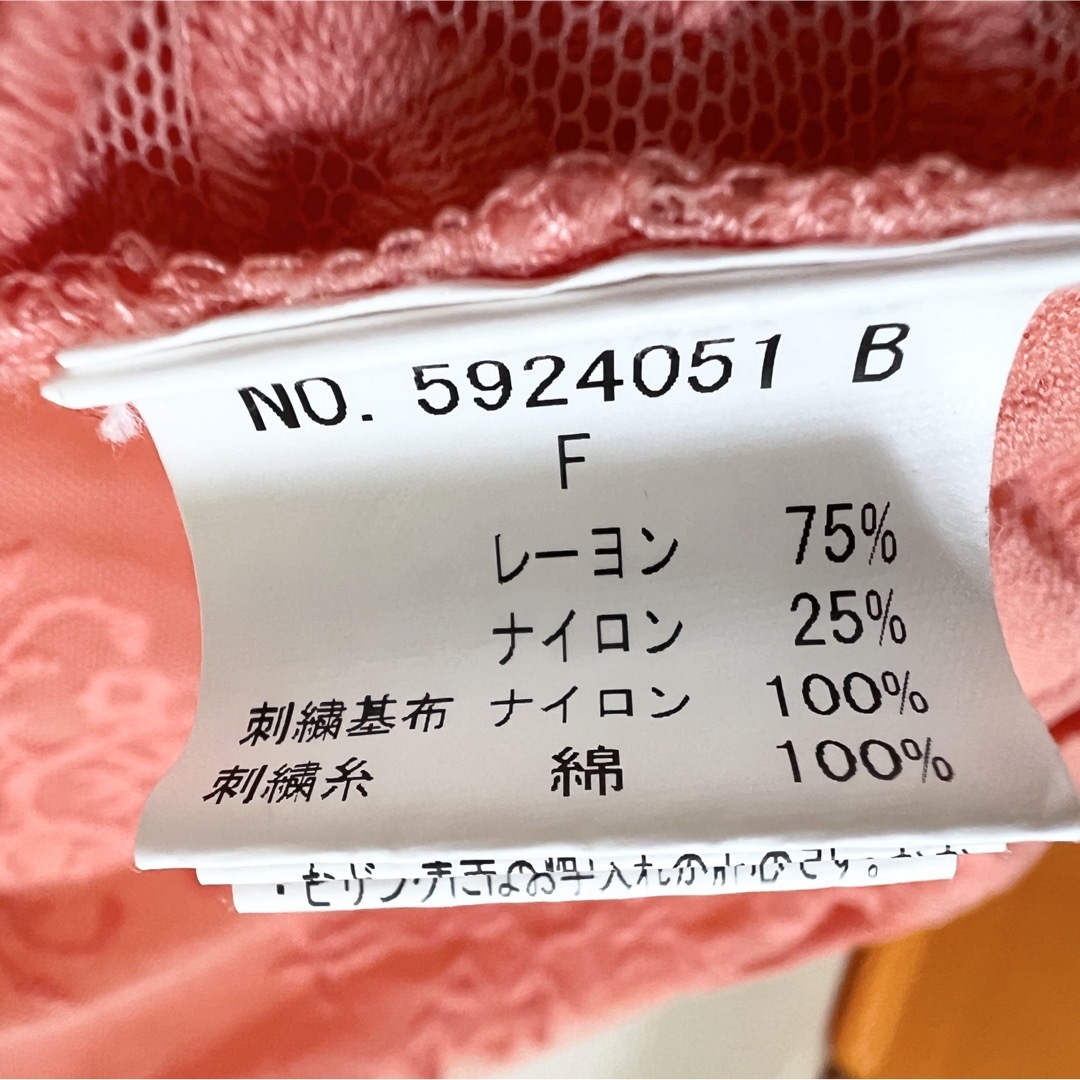 NO. 5924051 B
F
レーヨン 75%
ナイロン 25%
刺繍基布 ナイロン 100%
刺繍糸 綿 100%